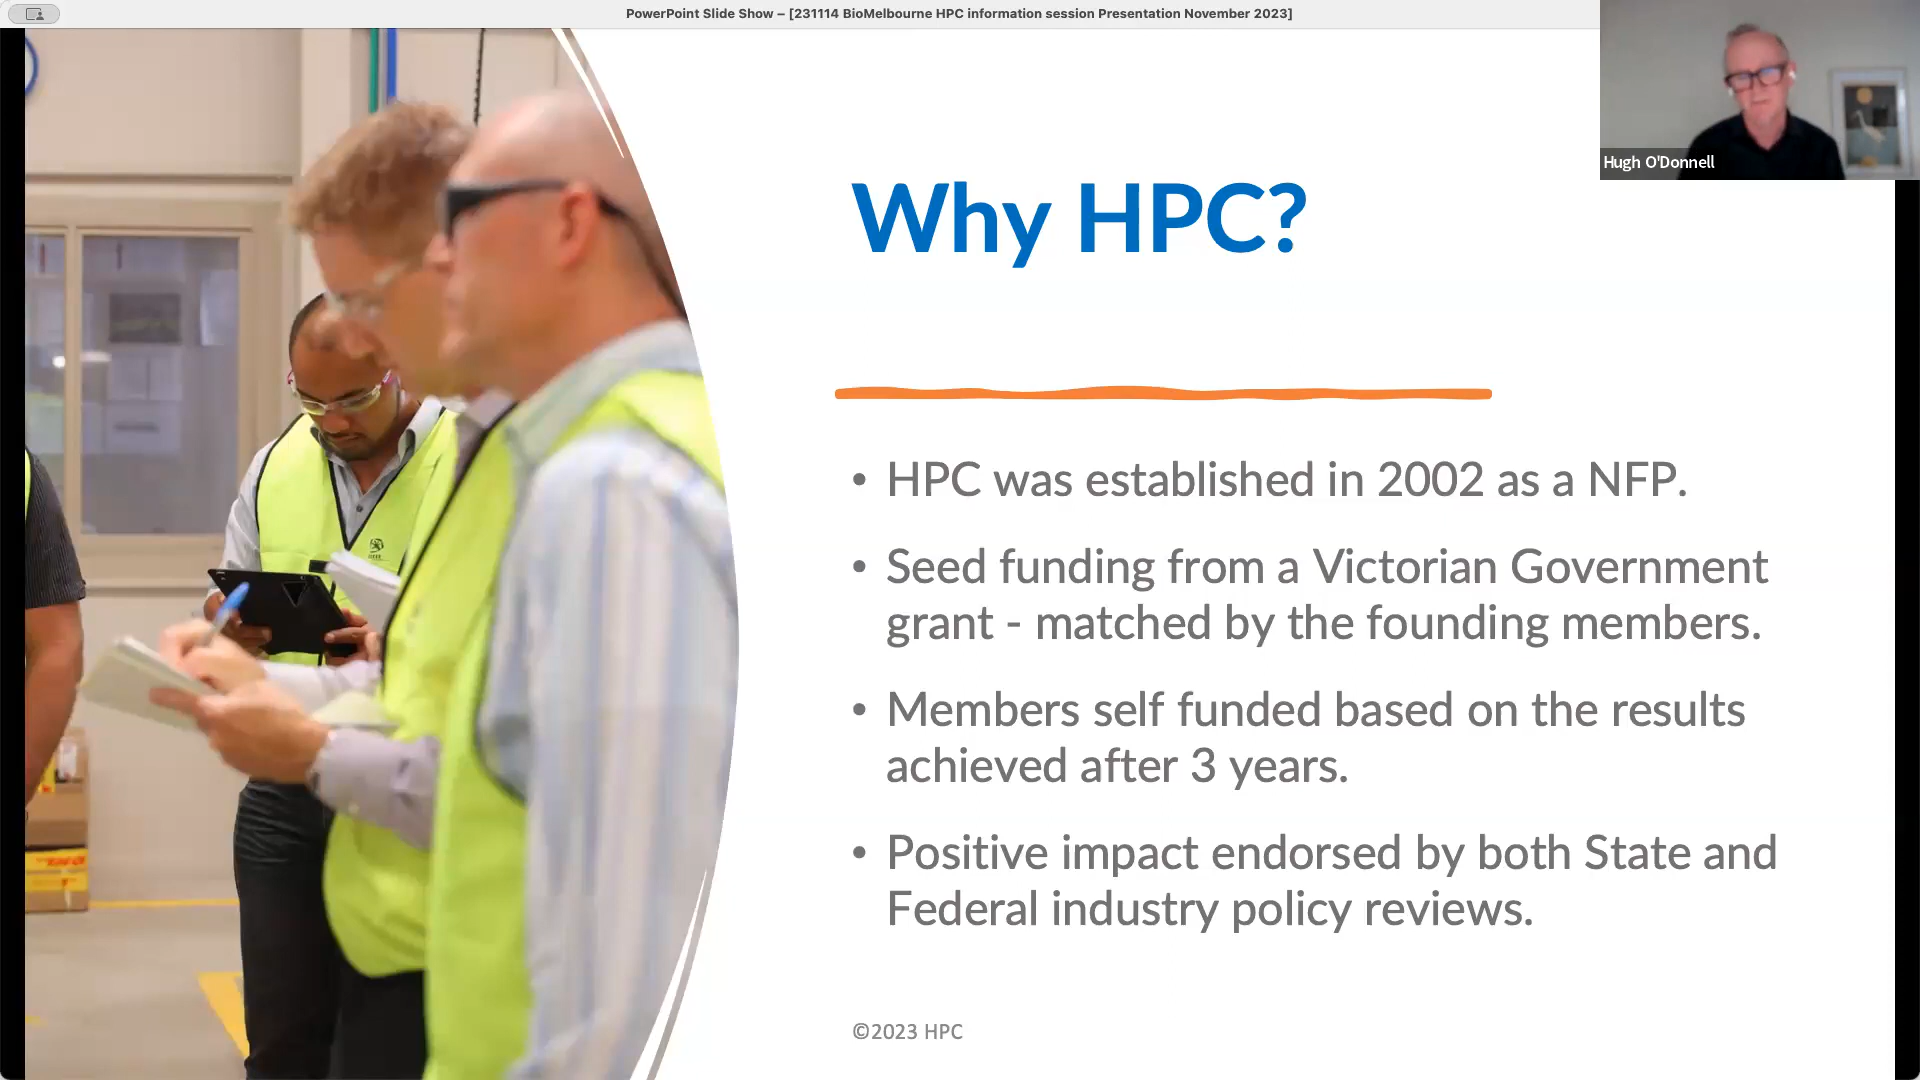 PowerPoint Slide Show – [231114 BioMelbourne HPC information session Presentation November 2023]
Hugh O'Donnell
Why HPC?
• HPC was established in 2002 as a NFP.
• Seed funding from a Victorian Government
grant - matched by the founding members.
• Members self funded based on the results
achieved after 3 years.
• Positive impact endorsed by both State and
Federal industry policy reviews.
©2023 HPC